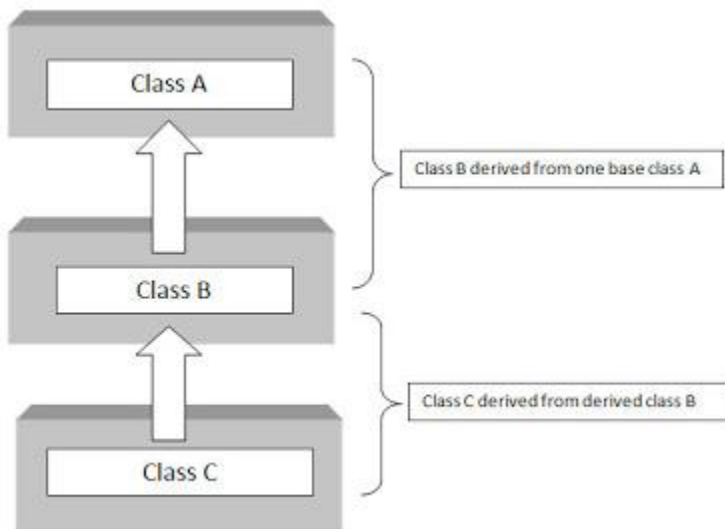 Class A
Class B derived from one base class A
Class B
Class C derived from derived class B
Class C